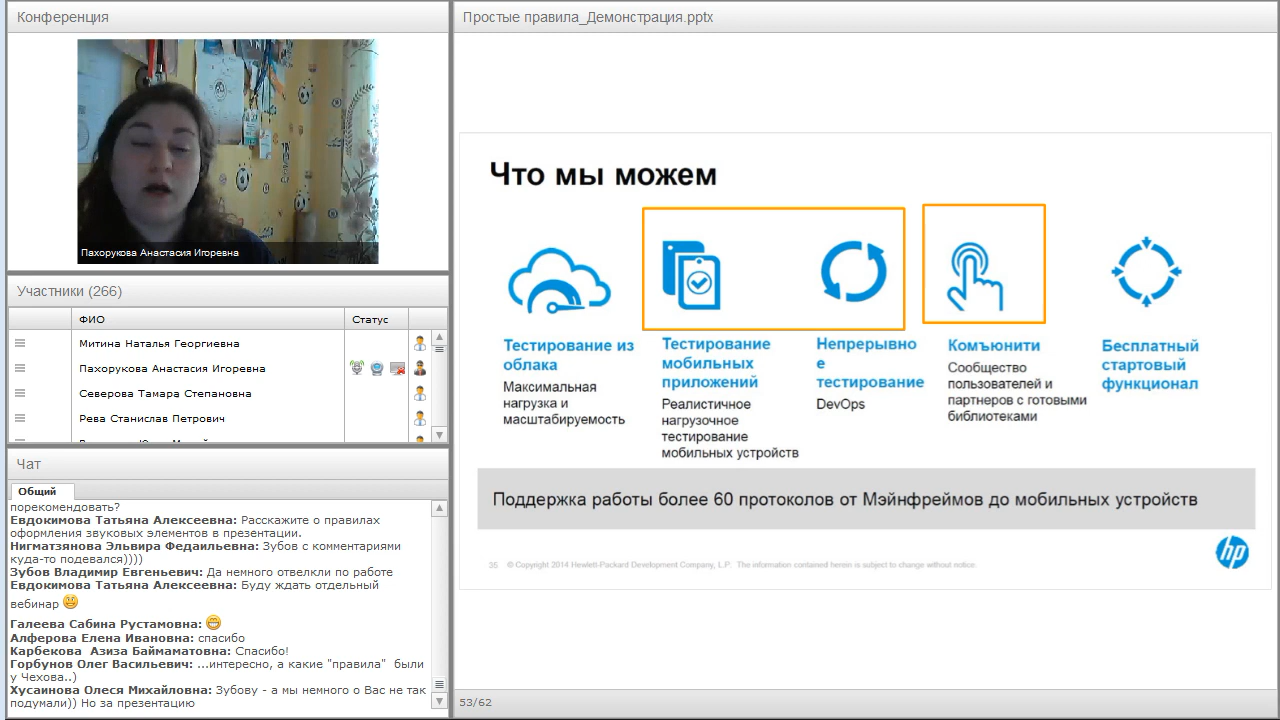 Конференция
Пахорукова Анастасия Игоревна
Участники (266)
ФИО
Статус
Митина Наталья Георгиевна
Пахорукова Анастасия Игоревна
Северова Тамара Степановна
Рева Станислав Петрович
Чат
Общий
порекомендовать?
Евдокимова Татьяна Алексеевна: Расскажите о правилах
оформления звуковых элементов в презентации.
Нигматзянова Эльвира Федаильевна: Зубов с комментариями
куда-то подевался))))
Зубов Владимир Евгеньевич: Да немного отвелкли по работе
Евдокимова Татьяна Алексеевна: Буду ждать отдельный
вебинар
Галеева Сабина Рустамовна:
Алферова Елена Ивановна: спасибо
Карбекова Азиза Баймаматовна: Спасибо!
Горбунов Олег Васильевич: ...интересно, а какие "правила" были
у Чехова..)
Хусаинова Олеся Михайловна: Зубову - а мы немного о Вас не так
подумали)) Но за презентацию
Простые правила_Демонстрация.pptx
Что мы можем
Тестирование из
облака
Максимальная
нагрузка и
масштабируемость
Тестирование
мобильных
приложений
Реалистичное
нагрузочное
тестирование
мобильных устройств
Непрерывно
е
тестирование
DevOps
Комъюнити
Сообщество
пользователей и
партнеров с готовыми
библиотеками
Бесплатный
стартовый
функционал
Поддержка работы более 60 протоколов от Мэйнфреймов до мобильных устройств
35 © Copyright 2014 Hewlett-Packard Development Company, L.P. The information contained herein is subject to change without notice.
hp
53/62